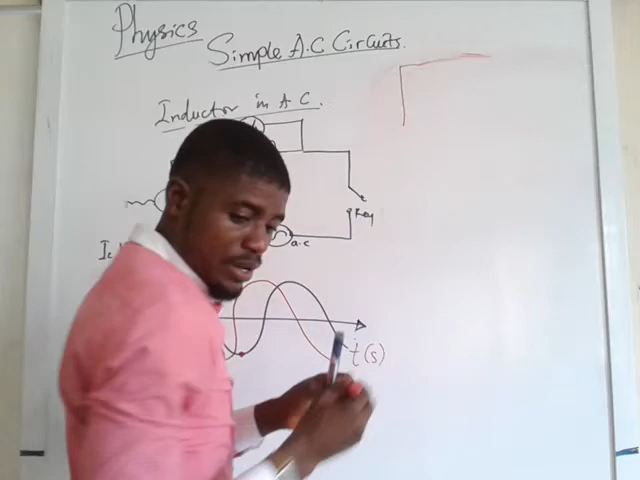 Physics
Simple A.C Circuits.
Inductor in A C.
Key
a.c
t(s)